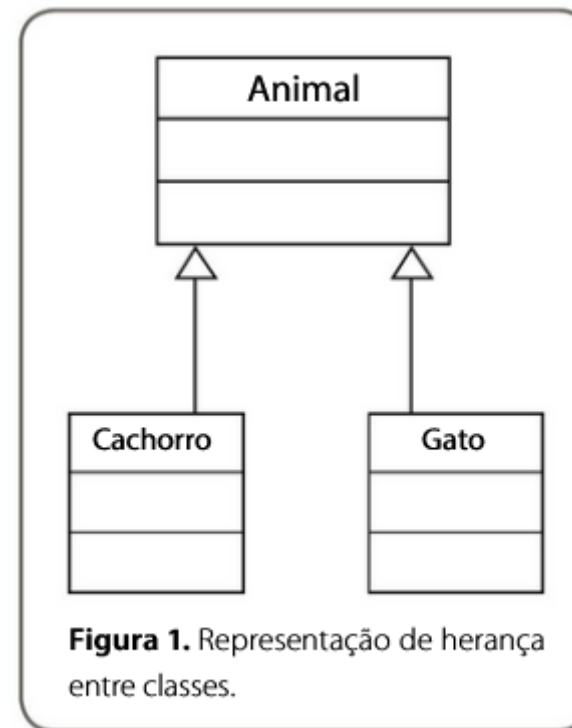 Animal
Cachorro
Gato
Figura 1. Representação de herança
entre classes.